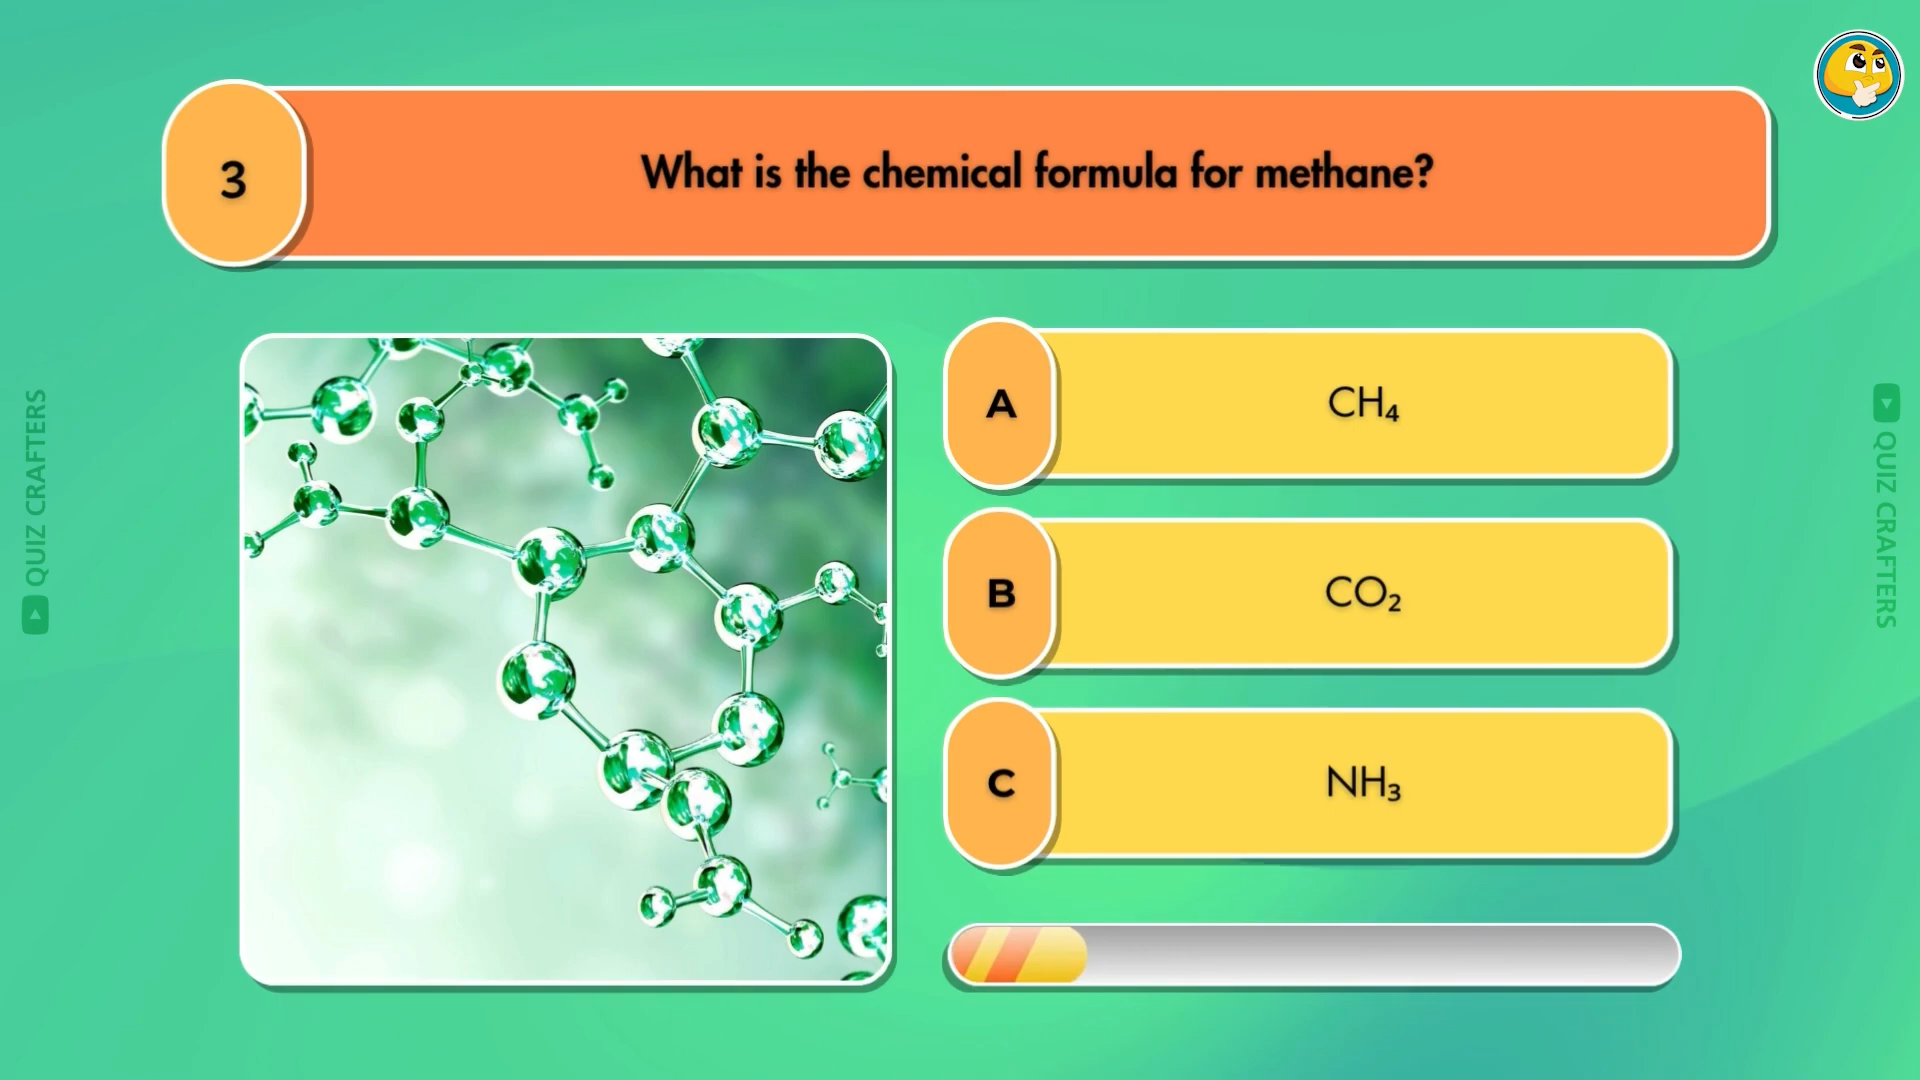 3
What is the chemical formula for methane?
A
CH₄
B
CO₂
C
NH₃
QUIZ CRAFTERS
QUIZ CRAFTERS